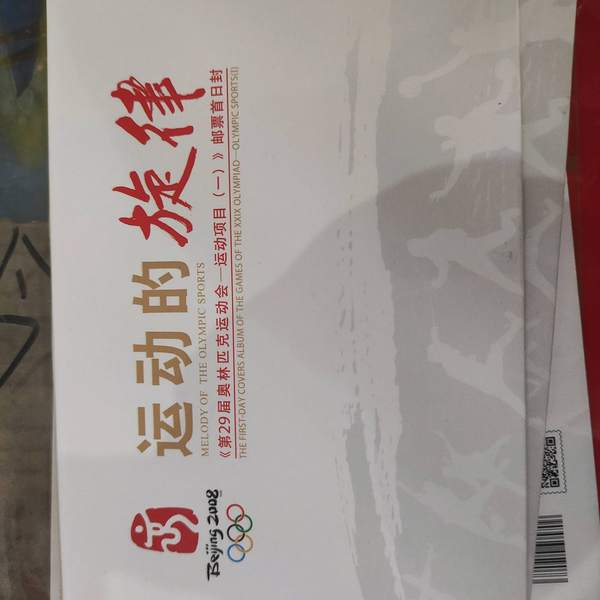 运动的旋律
MELODY OF THE OLYMPIC SPORTS
《第29届奥林匹克运动会—运动项目（一）》邮票首日封
THE FIRST-DAY COVERS ALBUM OF THE GAMES OF THE XXIX OLYMPIAD—OLYMPIC SPORTS(I)
Beijing 2008